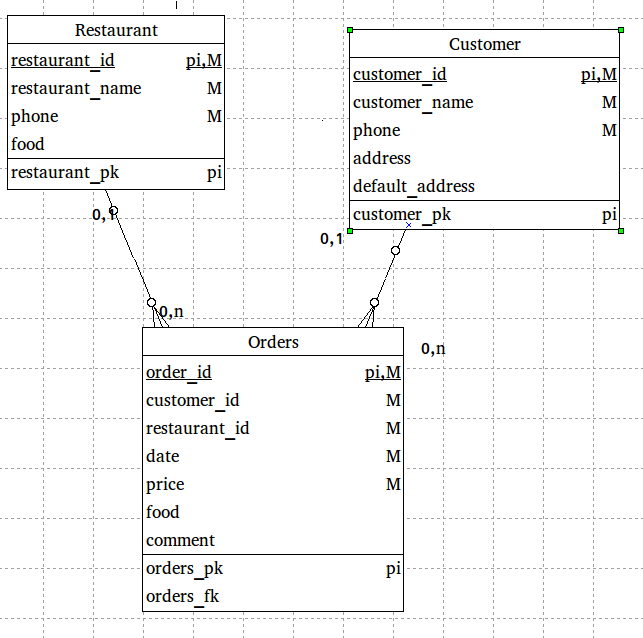 Restaurant
restaurant_id pi,M
restaurant_name M
phone M
food
restaurant_pk pi
Customer
customer_id pi,M
customer_name M
phone M
address
default_address
customer_pk pi
0,1
0,1
0,n
0,n
Orders
order_id pi,M
customer_id M
restaurant_id M
date M
price M
food
comment
orders_pk pi
orders_fk